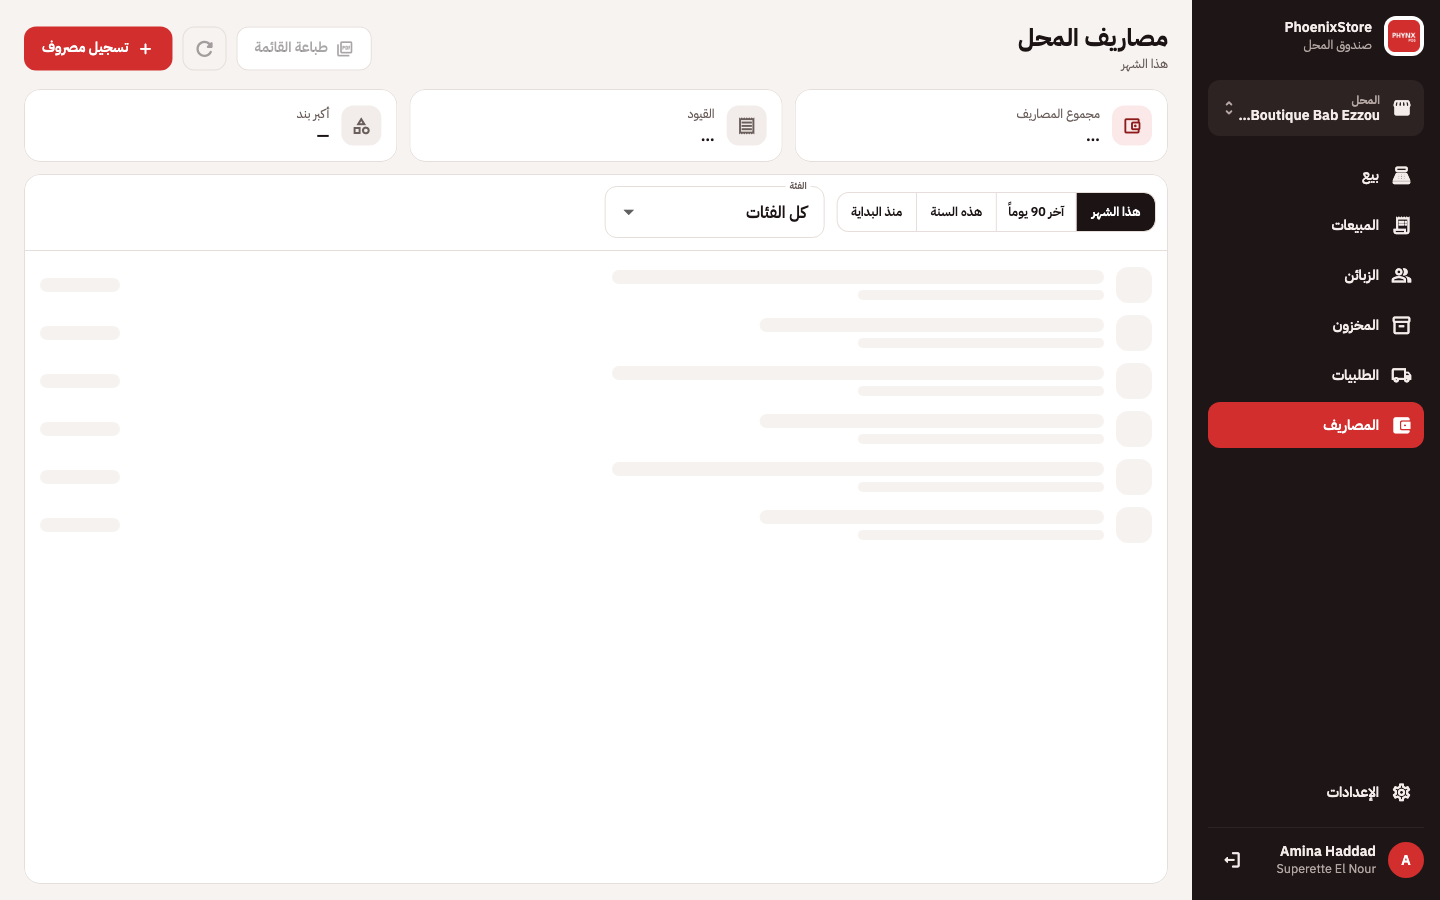 PhoenixStore
صندوق المحل
المحل
Boutique Bab Ezzou...
بيع
المبيعات
الزبائن
المخزون
الطلبيات
المصاريف
الإعدادات
Amina Haddad
Superette El Nour
A
مصاريف المحل
هذا الشهر
طباعة القائمة
تسجيل مصروف
مجموع المصاريف
...
القيود
...
أكبر بند
—
هذا الشهر
آخر 90 يوماً
هذه السنة
منذ البداية
الفئة
كل الفئات